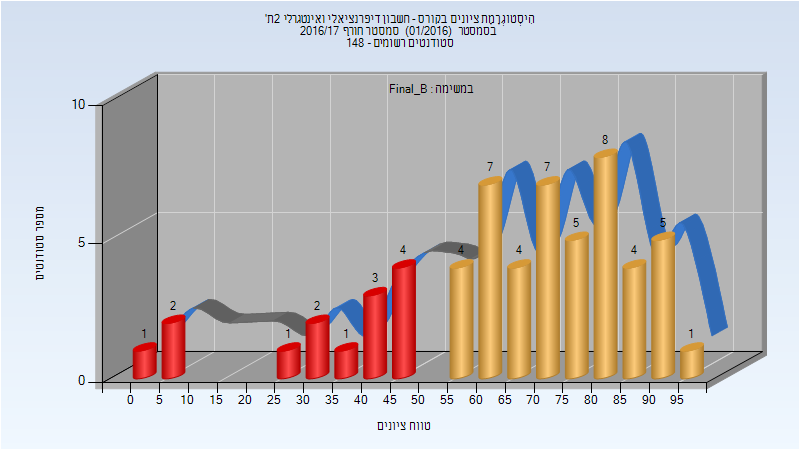 הִיסְטוֹגְרָמַת ציונים בקורס - חשבון דיפרנציאלי ואינטגרלי 2ת'
בסמסטר (01/2016) סמסטר חורף 2016/17
סטודנטים רשומים - 148
במשימה : Final_B
מספר סטודנטים
10
5
0
1
2
1
2
1
3
4
4
7
4
7
5
8
4
5
1
0 5 10 15 20 25 30 35 40 45 50 55 60 65 70 75 80 85 90 95
טווח ציונים